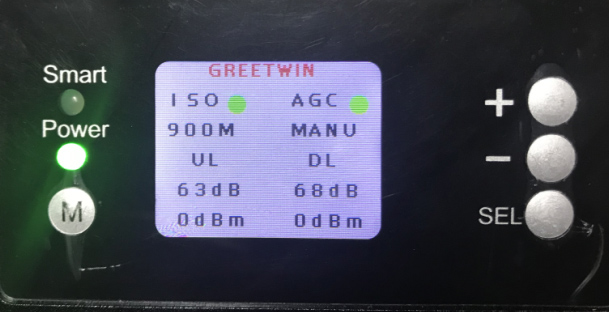 Smart
Power
M
GREETWIN
ISO AGC
900M MANU
UL DL
63dB 68dB
0dBm 0dBm
+
-
SEL